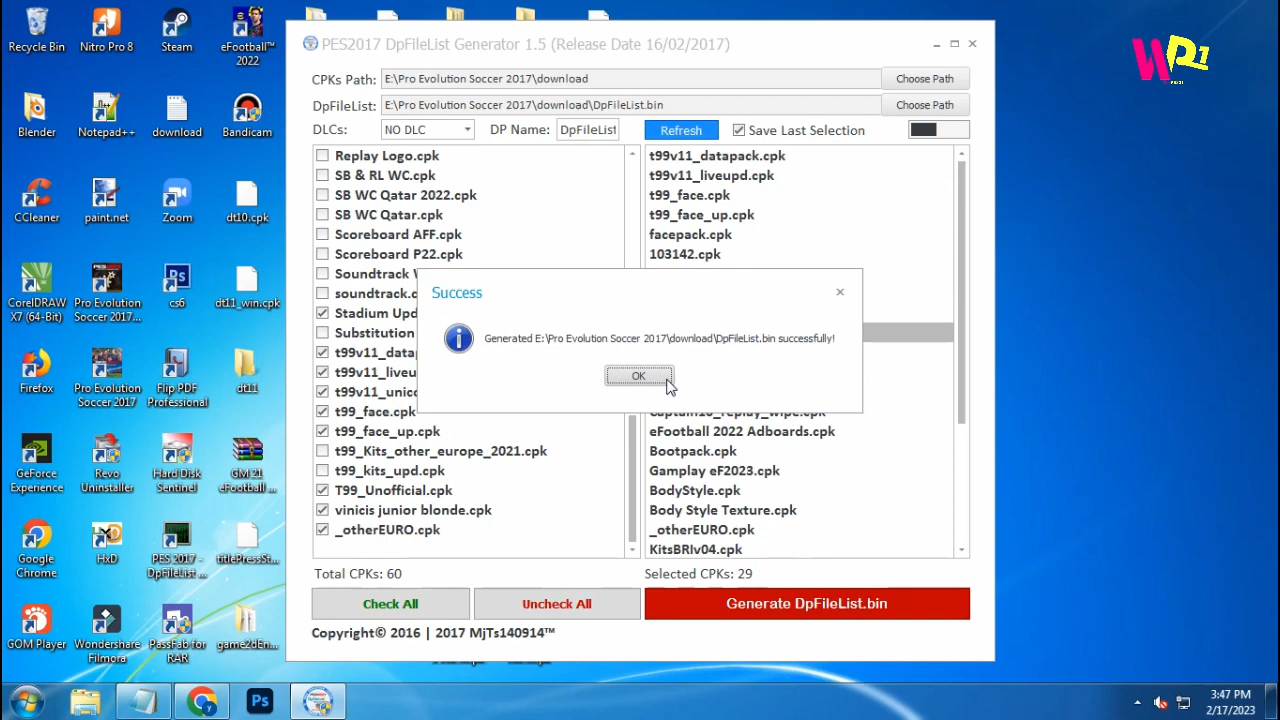 Recycle Bin
Nitro Pro 8
Steam
eFootball™
2022
Blender
Notepad++
download
Bandicam
CCleaner
paint.net
Zoom
dt10.cpk
CorelDRAW
X7 (64-Bit)
Pro Evolution
Soccer 2017...
cs6
dt11_win.cpk
Firefox
Pro Evolution
Soccer 2017
Flip PDF
Professional
dt11
GeForce
Experience
Revo
Uninstaller
Hard Disk
Sentinel
GM 21
eFootball ...
Google
Chrome
HxD
PES 2017 -
DpFileList ...
titlePressSt...
GOM Player
Wondershare
Filmora
PassFab for
RAR
game2dEn...
PES2017 DpFileList Generator 1.5 (Release Date 16/02/2017)
CPKs Path:
E:\Pro Evolution Soccer 2017\download
Choose Path
DpFileList:
E:\Pro Evolution Soccer 2017\download\DpFileList.bin
Choose Path
DLCs:
NO DLC
DP Name:
DpFileList
Refresh
Save Last Selection
Replay Logo.cpk
SB & RL WC.cpk
SB WC Qatar 2022.cpk
SB WC Qatar.cpk
Scoreboard AFF.cpk
Scoreboard P22.cpk
Soundtrack
soundtrack.c
Stadium Upd
Substitution
t99v11_datap
t99v11_liveu
t99v11_unico
t99_face.cpk
t99_face_up.cpk
t99_Kits_other_europe_2021.cpk
t99_kits_upd.cpk
T99_Unofficial.cpk
vinicis junior blonde.cpk
_otherEURO.cpk
t99v11_datapack.cpk
t99v11_liveupd.cpk
t99_face.cpk
t99_face_up.cpk
facepack.cpk
103142.cpk
Success
Generated E:\Pro Evolution Soccer 2017\download\DpFileList.bin successfully!
OK
eFootball 2022 Adboards.cpk
Bootpack.cpk
Gamplay eF2023.cpk
BodyStyle.cpk
Body Style Texture.cpk
_otherEURO.cpk
KitsBRIv04.cpk
Total CPKs: 60
Selected CPKs: 29
Check All
Uncheck All
Generate DpFileList.bin
Copyright© 2016 | 2017 MjTs140914™
Ps
3:47 PM
2/17/2023